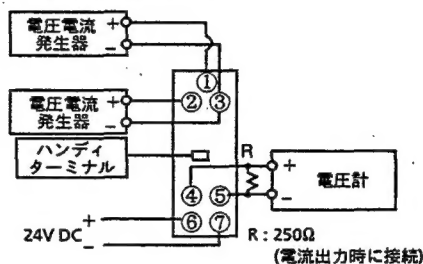 電圧電流 +
発生器 −
①
電圧電流 +
発生器 −
② ③
ハンディ
ターミナル
R
+
−
電圧計
④ ⑤
24V DC + −
⑥ ⑦
R : 250Ω
(電流出力時に接続)